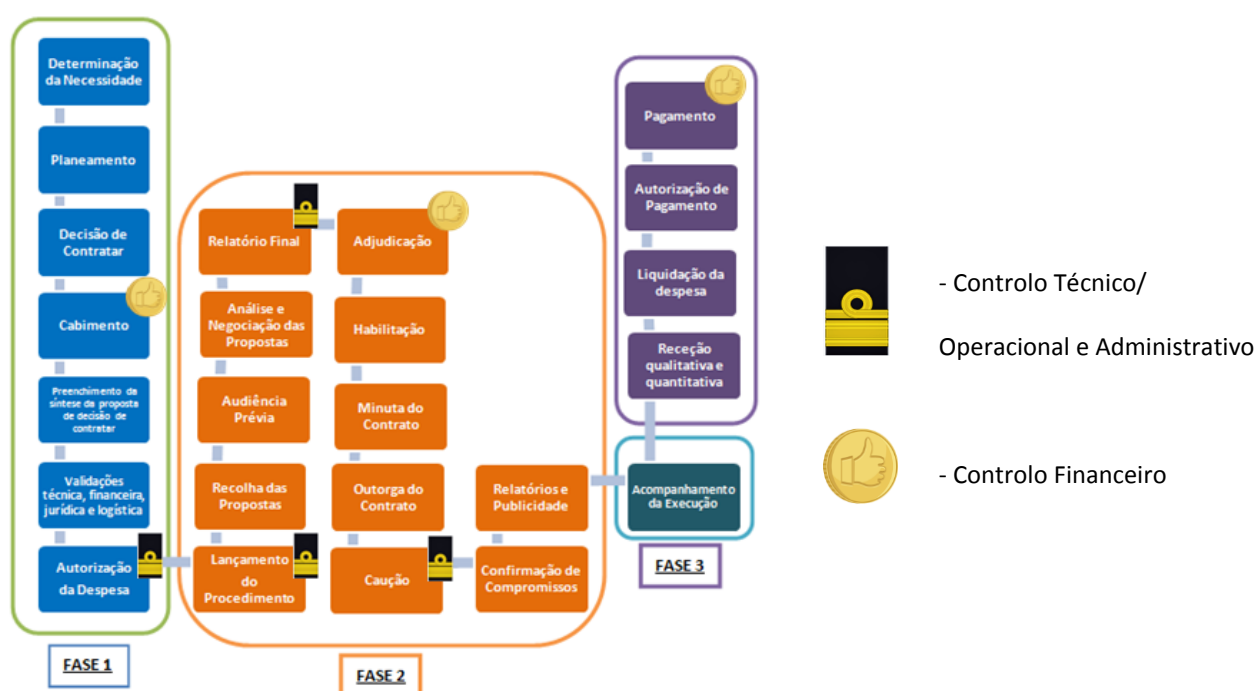 Determinação
da Necessidade
Planeamento
Decisão de
Contratar
Cabimento
Preenchimento da
síntese da proposta
de decisão de
contratar
Validações
técnica, financeira,
jurídica e logística
Autorização
da Despesa
FASE 1
Relatório Final
Análise e
Negociação das
Propostas
Audiência
Prévia
Recolha das
Propostas
Lançamento
do
Procedimento
Adjudicação
Habilitação
Minuta do
Contrato
Outorga do
Contrato
Caução
Relatórios e
Publicidade
Confirmação de
Compromissos
FASE 2
Pagamento
Autorização de
Pagamento
Liquidação da
despesa
Receção
qualitativa e
quantitativa
Acompanhamento
da Execução
FASE 3
- Controlo Técnico/
Operacional e Administrativo
- Controlo Financeiro